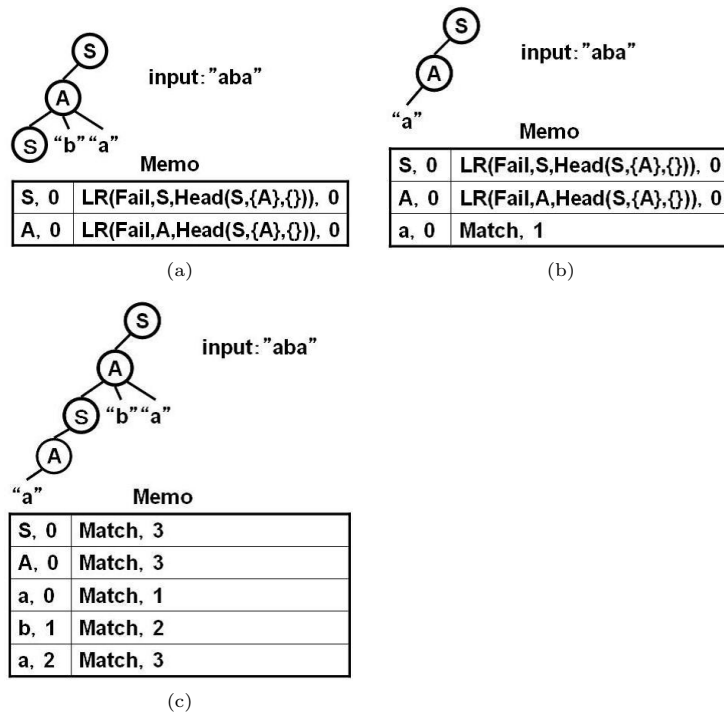 S
A
S "b" "a"
input:"aba"
Memo
S, 0 LR(Fail,S,Head(S,{A},{})), 0
A, 0 LR(Fail,A,Head(S,{A},{})), 0
(a)
S
A
"a"
input:"aba"
Memo
S, 0 LR(Fail,S,Head(S,{A},{})), 0
A, 0 LR(Fail,A,Head(S,{A},{})), 0
a, 0 Match, 1
(b)
S
input:"aba"
A
S "b" "a"
A
"a"
Memo
S, 0 Match, 3
A, 0 Match, 3
a, 0 Match, 1
b, 1 Match, 2
a, 2 Match, 3
(c)